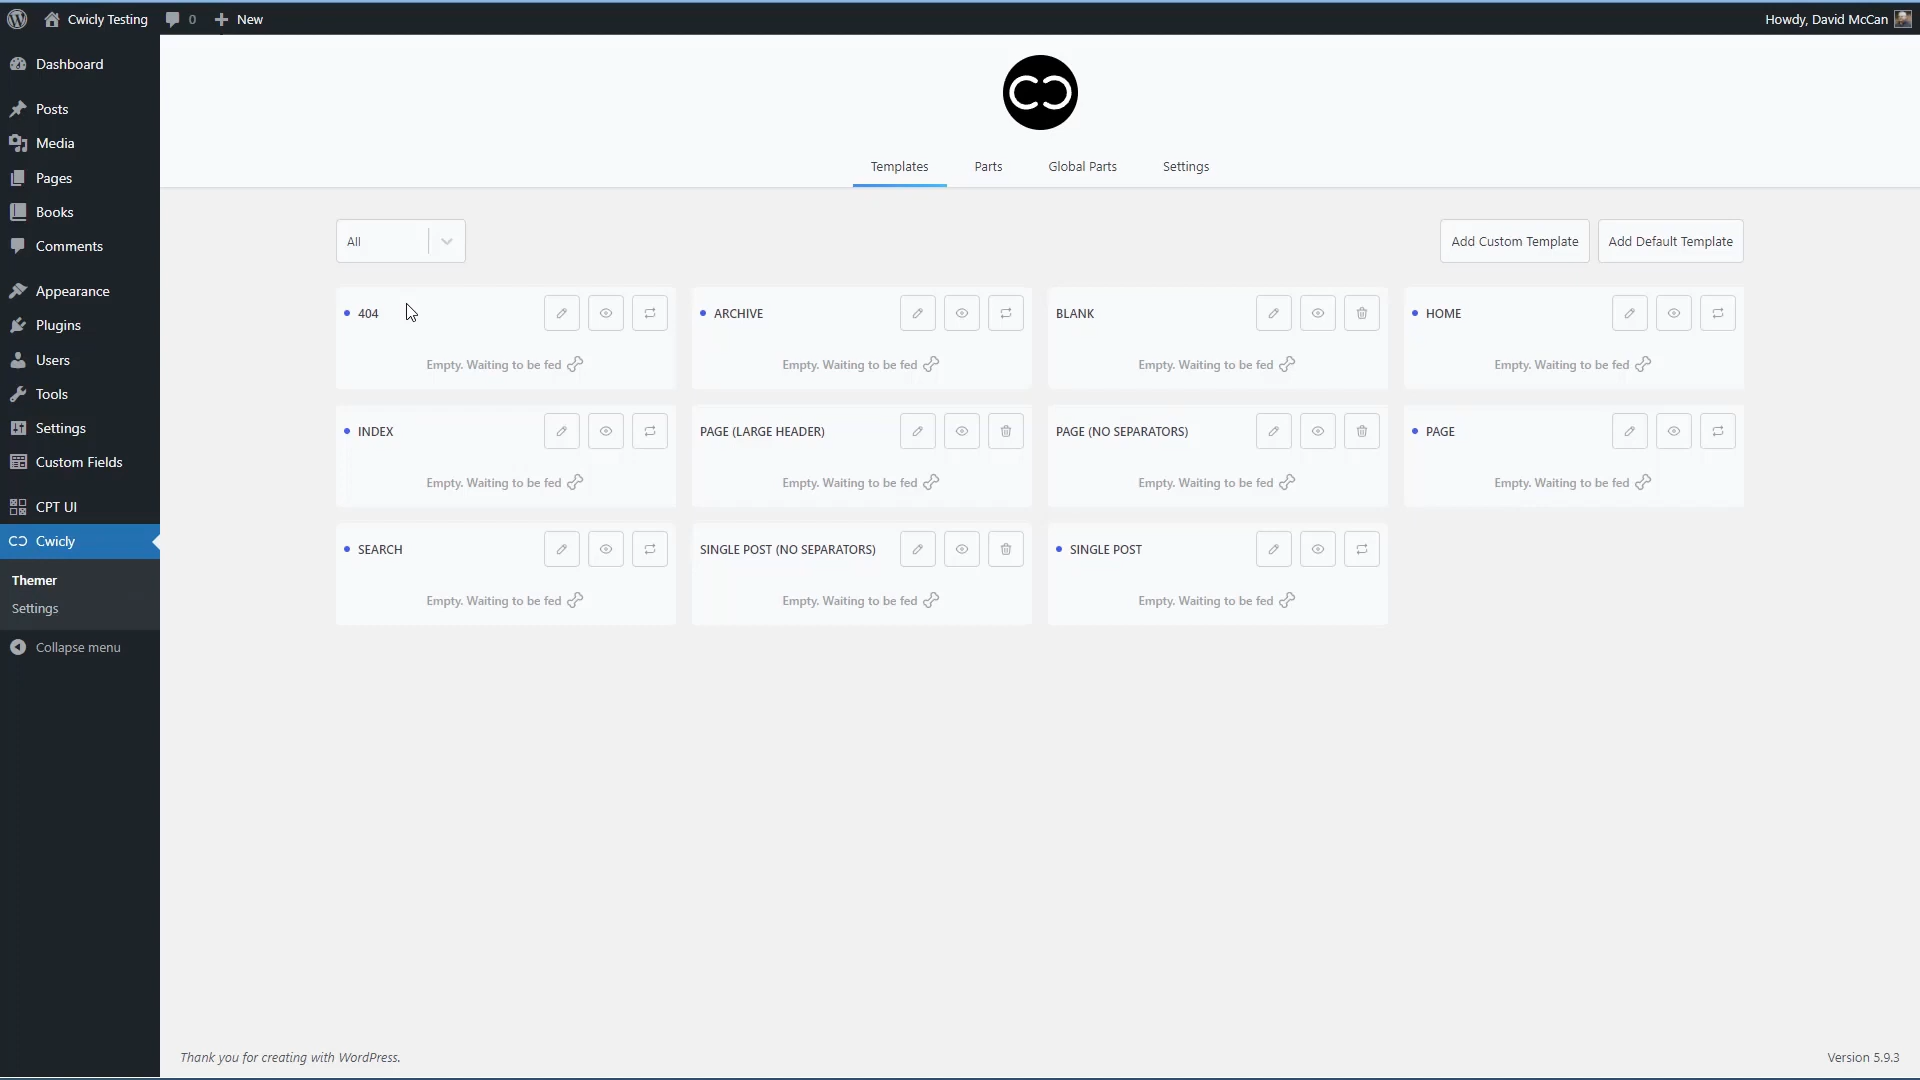 Cwicly Testing
0
New
Howdy, David McCan
Dashboard
Posts
Media
Pages
Books
Comments
Appearance
Plugins
Users
Tools
Settings
Custom Fields
CPT UI
Cwicly
Themer
Settings
Collapse menu
Templates
Parts
Global Parts
Settings
All
Add Custom Template
Add Default Template
404
Empty. Waiting to be fed
ARCHIVE
Empty. Waiting to be fed
BLANK
Empty. Waiting to be fed
HOME
Empty. Waiting to be fed
INDEX
Empty. Waiting to be fed
PAGE (LARGE HEADER)
Empty. Waiting to be fed
PAGE (NO SEPARATORS)
Empty. Waiting to be fed
PAGE
Empty. Waiting to be fed
SEARCH
Empty. Waiting to be fed
SINGLE POST (NO SEPARATORS)
Empty. Waiting to be fed
SINGLE POST
Empty. Waiting to be fed
Thank you for creating with WordPress.
Version 5.9.3